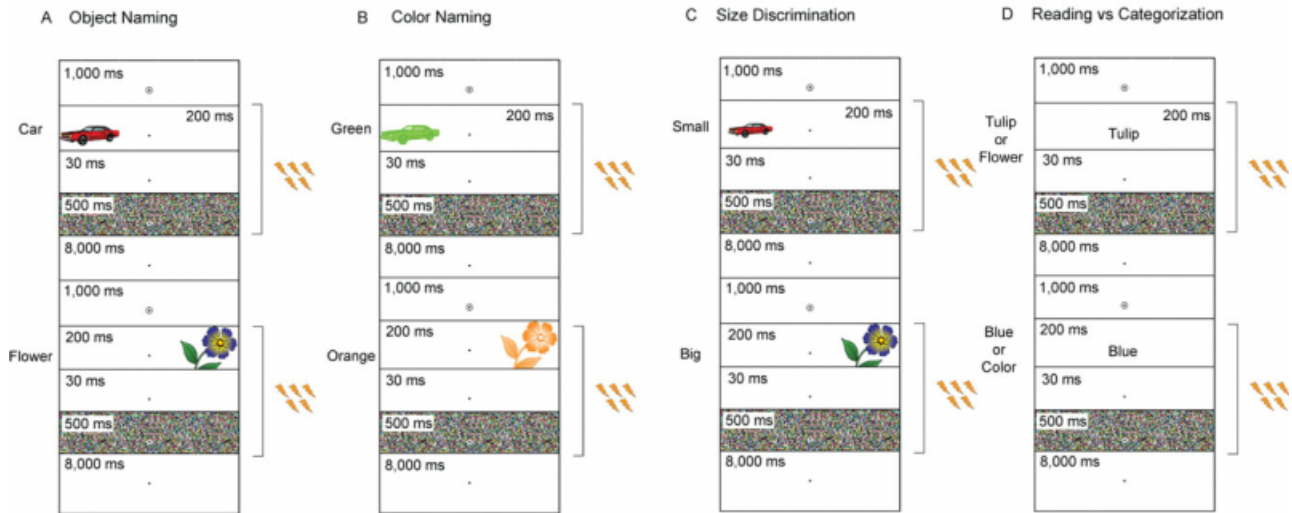 A Object Naming
1,000 ms
200 ms
Car
30 ms
500 ms
8,000 ms
1,000 ms
200 ms
Flower
30 ms
500 ms
8,000 ms
B Color Naming
1,000 ms
200 ms
Green
30 ms
500 ms
8,000 ms
1,000 ms
200 ms
Orange
30 ms
500 ms
8,000 ms
C Size Discrimination
1,000 ms
200 ms
Small
30 ms
500 ms
8,000 ms
1,000 ms
200 ms
Big
30 ms
500 ms
8,000 ms
D Reading vs Categorization
1,000 ms
200 ms
Tulip
or
Flower
Tulip
30 ms
500 ms
8,000 ms
1,000 ms
200 ms
Blue
or
Color
Blue
30 ms
500 ms
8,000 ms